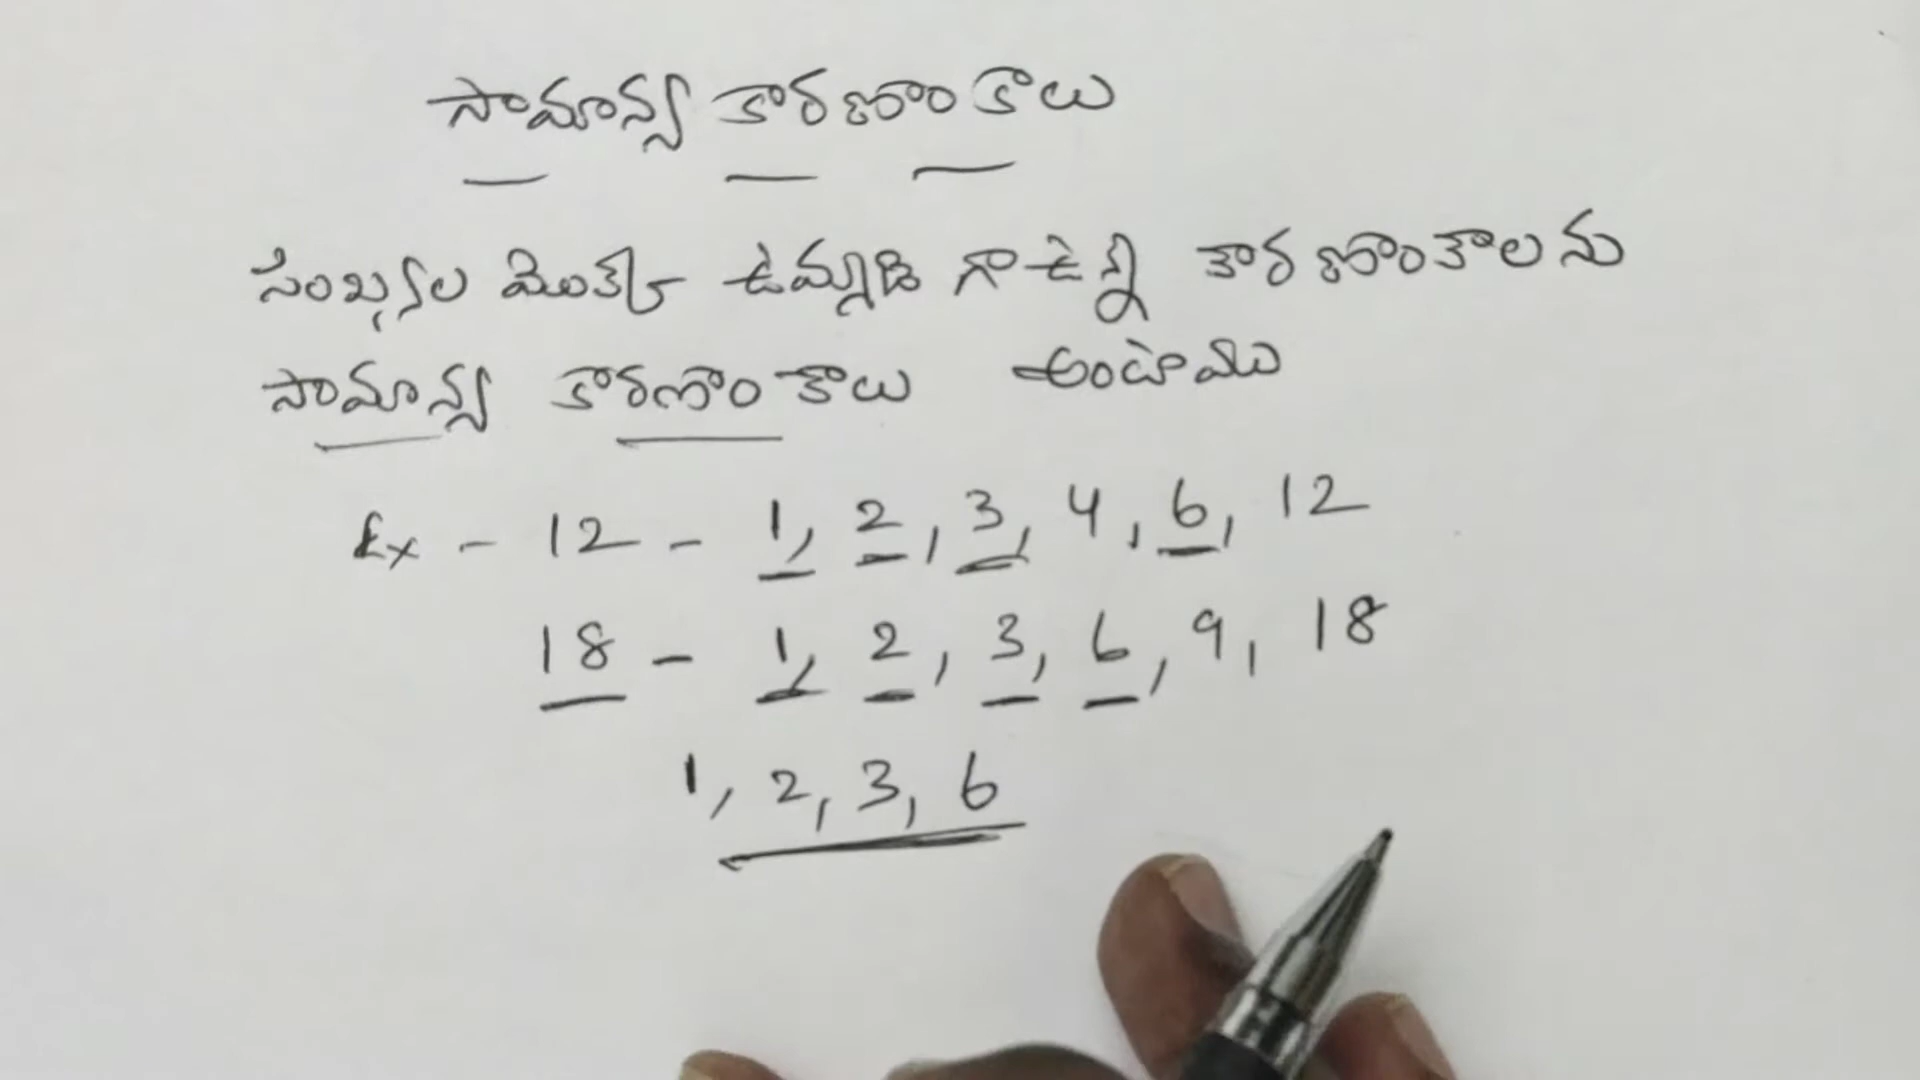 సామాన్య కారణాంకాలు
సంఖ్యల యొక్క ఉమ్మడి గా ఉన్న కారణాంకాలను
సామాన్య కారణాంకాలు అంటాము
Ex - 12 - 1, 2, 3, 4, 6, 12
18 - 1, 2, 3, 6, 9, 18
1, 2, 3, 6